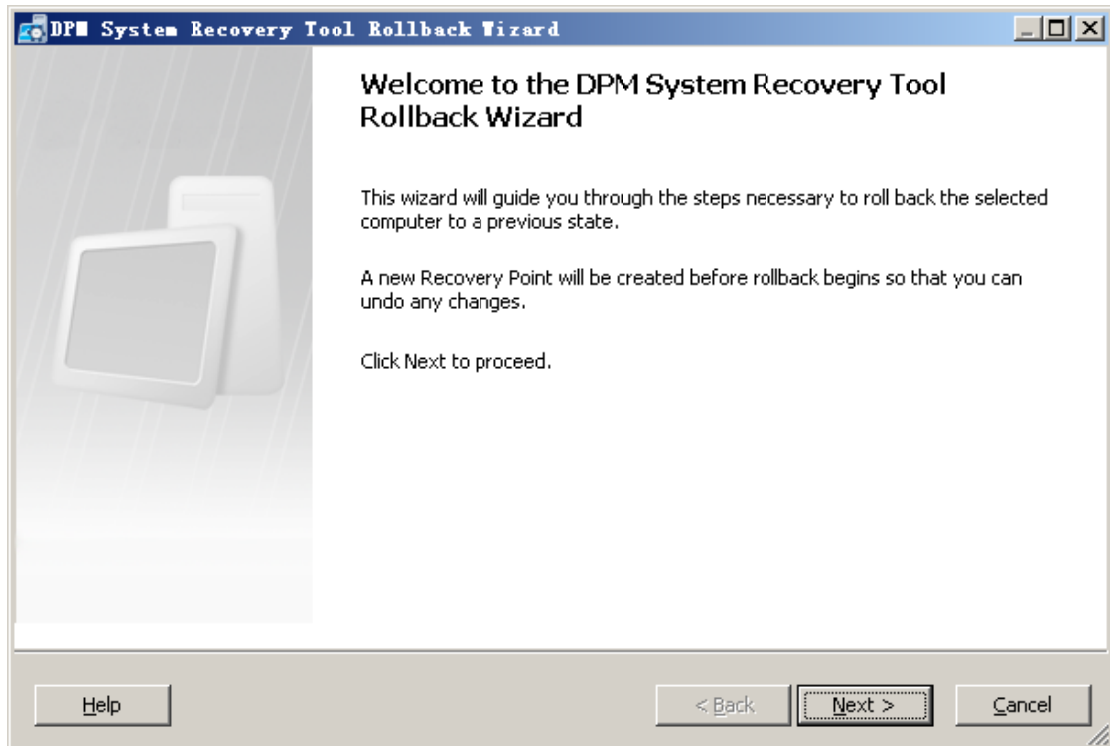 DPM System Recovery Tool Rollback Wizard
Welcome to the DPM System Recovery Tool
Rollback Wizard
This wizard will guide you through the steps necessary to roll back the selected
computer to a previous state.
A new Recovery Point will be created before rollback begins so that you can
undo any changes.
Click Next to proceed.
Help
< Back
Next >
Cancel